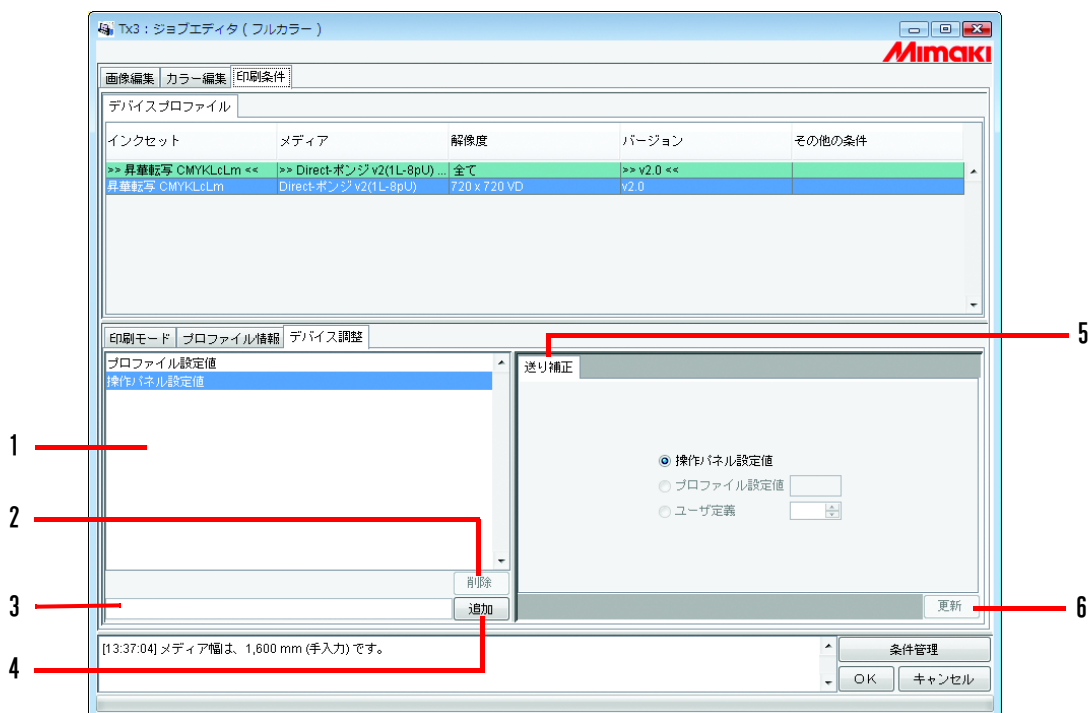 Tx3 : ジョブエディタ ( フルカラー )
Mimaki
画像編集 カラー編集 印刷条件
デバイスプロファイル
インクセット メディア 解像度 バージョン その他の条件
>> 昇華転写 CMYKLcLm << >> Direct-ポンジ v2(1L-8pU) ... 全て >> v2.0 <<
昇華転写 CMYKLcLm Direct-ポンジ v2(1L-8pU) 720 x 720 VD v2.0
印刷モード プロファイル情報 デバイス調整
5
プロファイル設定値
送り補正
操作パネル設定値
1
操作パネル設定値
プロファイル設定値
2
ユーザ定義
削除
3
追加
更新
6
4
[13:37:04] メディア幅は、1,600 mm (手入力) です。
条件管理
OK キャンセル